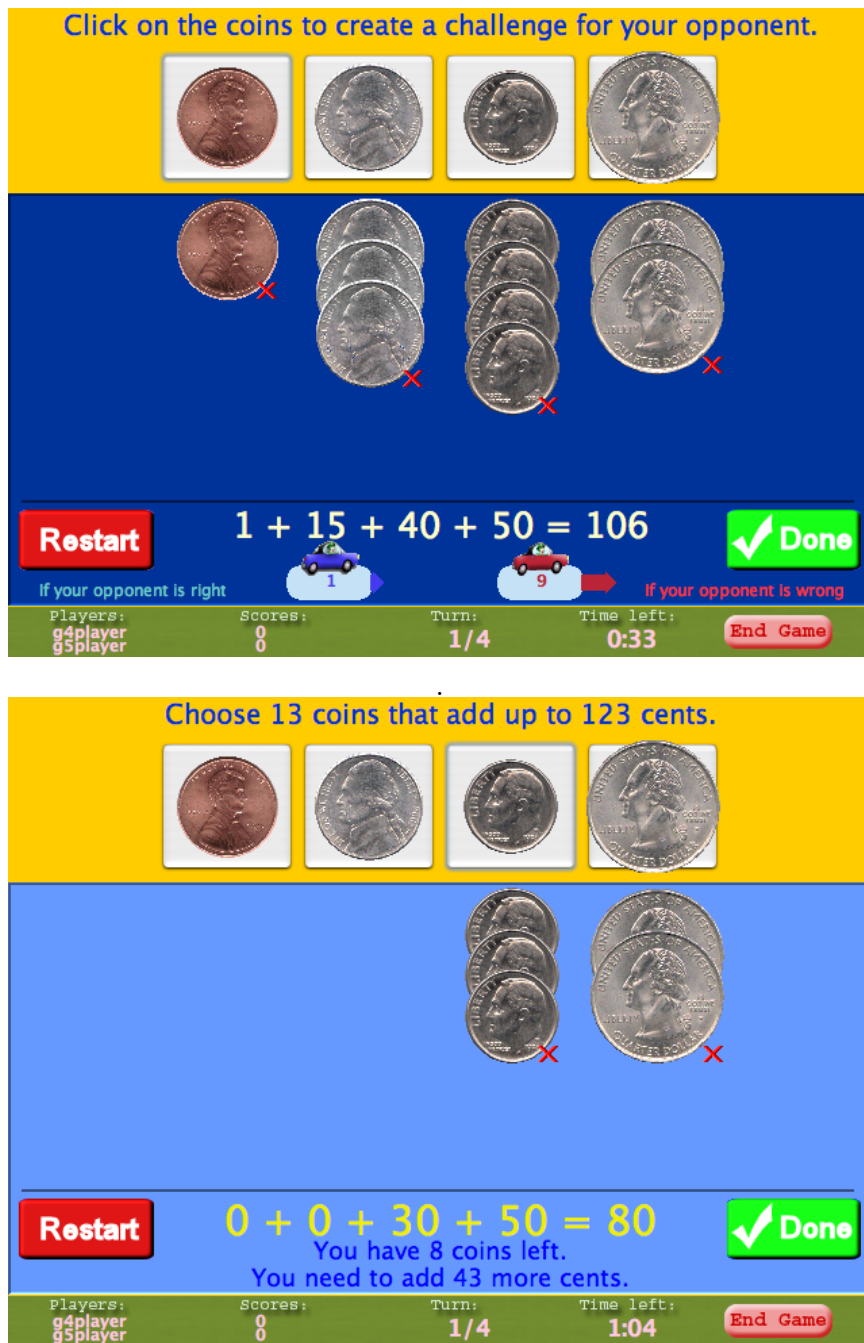 Click on the coins to create a challenge for your opponent.
Restart
1 + 15 + 40 + 50 = 106
Done
If your opponent is right
1
9
If your opponent is wrong
Players: Scores: Turn: Time left:
g4player 0 1/4 0:33 End Game
g5player 0
.
Choose 13 coins that add up to 123 cents.
Restart
0 + 0 + 30 + 50 = 80
Done
You have 8 coins left.
You need to add 43 more cents.
Players: Scores: Turn: Time left:
g4player 0 1/4 1:04 End Game
g5player 0